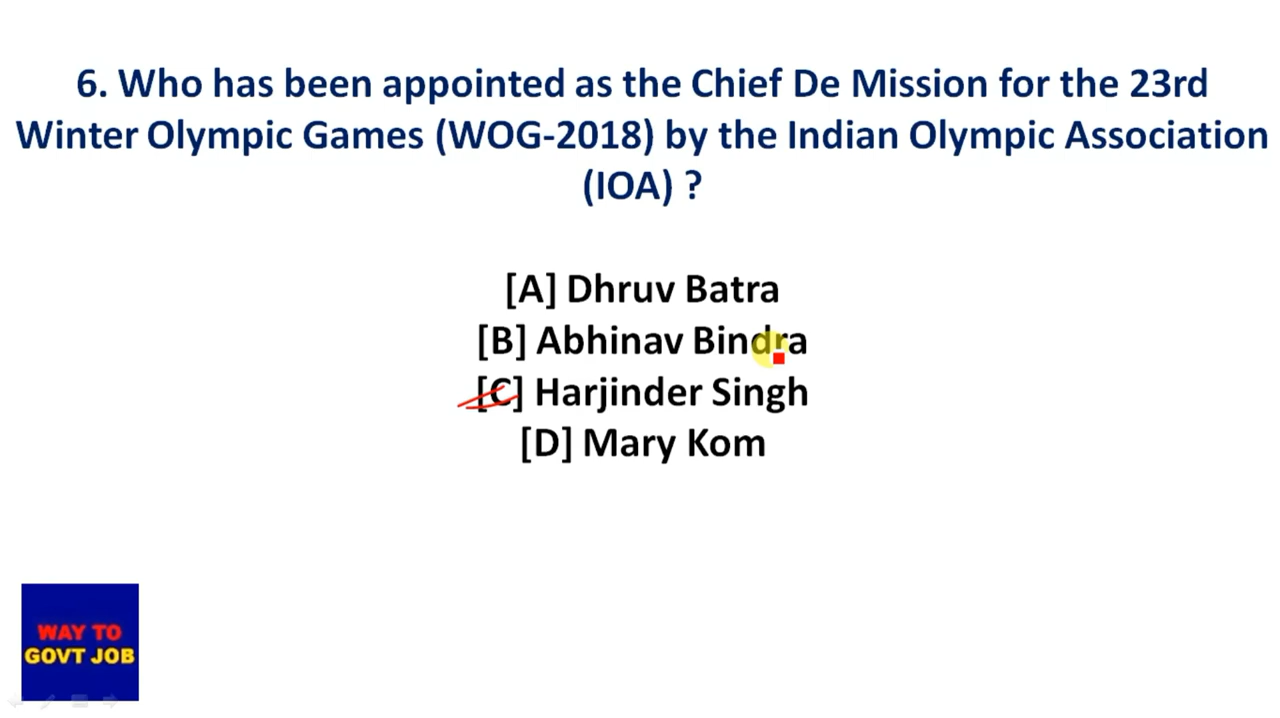 6. Who has been appointed as the Chief De Mission for the 23rd
Winter Olympic Games (WOG-2018) by the Indian Olympic Association
(IOA) ?
[A] Dhruv Batra
[B] Abhinav Bindra
[C] Harjinder Singh
[D] Mary Kom
WAY TO
GOVT JOB